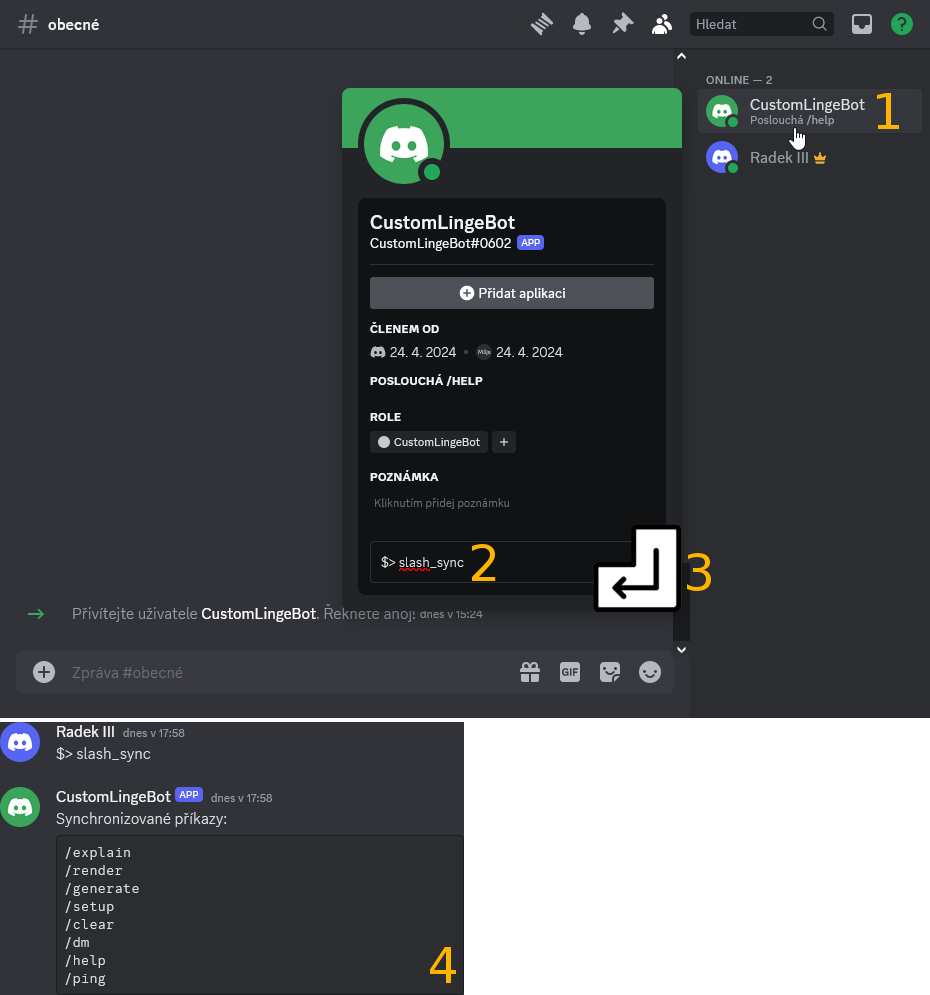 # obecné
Hledat
?
ONLINE — 2
CustomLingeBot
Poslouchá /help
1
Radek III
CustomLingeBot
CustomLingeBot#0602 APP
Přidat aplikaci
ČLENEM OD
24. 4. 2024 • 24. 4. 2024
POSLOUCHÁ /HELP
ROLE
CustomLingeBot +
POZNÁMKA
Kliknutím přidej poznámku
$> slash_sync 2
3
Přivítejte uživatele CustomLingeBot. Řekněte ahoj! dnes v 15:24
Zpráva #obecné
GIF
Radek III dnes v 17:58
$> slash_sync
CustomLingeBot APP dnes v 17:58
Synchronizované příkazy:
/explain
/render
/generate
/setup
/clear
/dm
/help
/ping
4